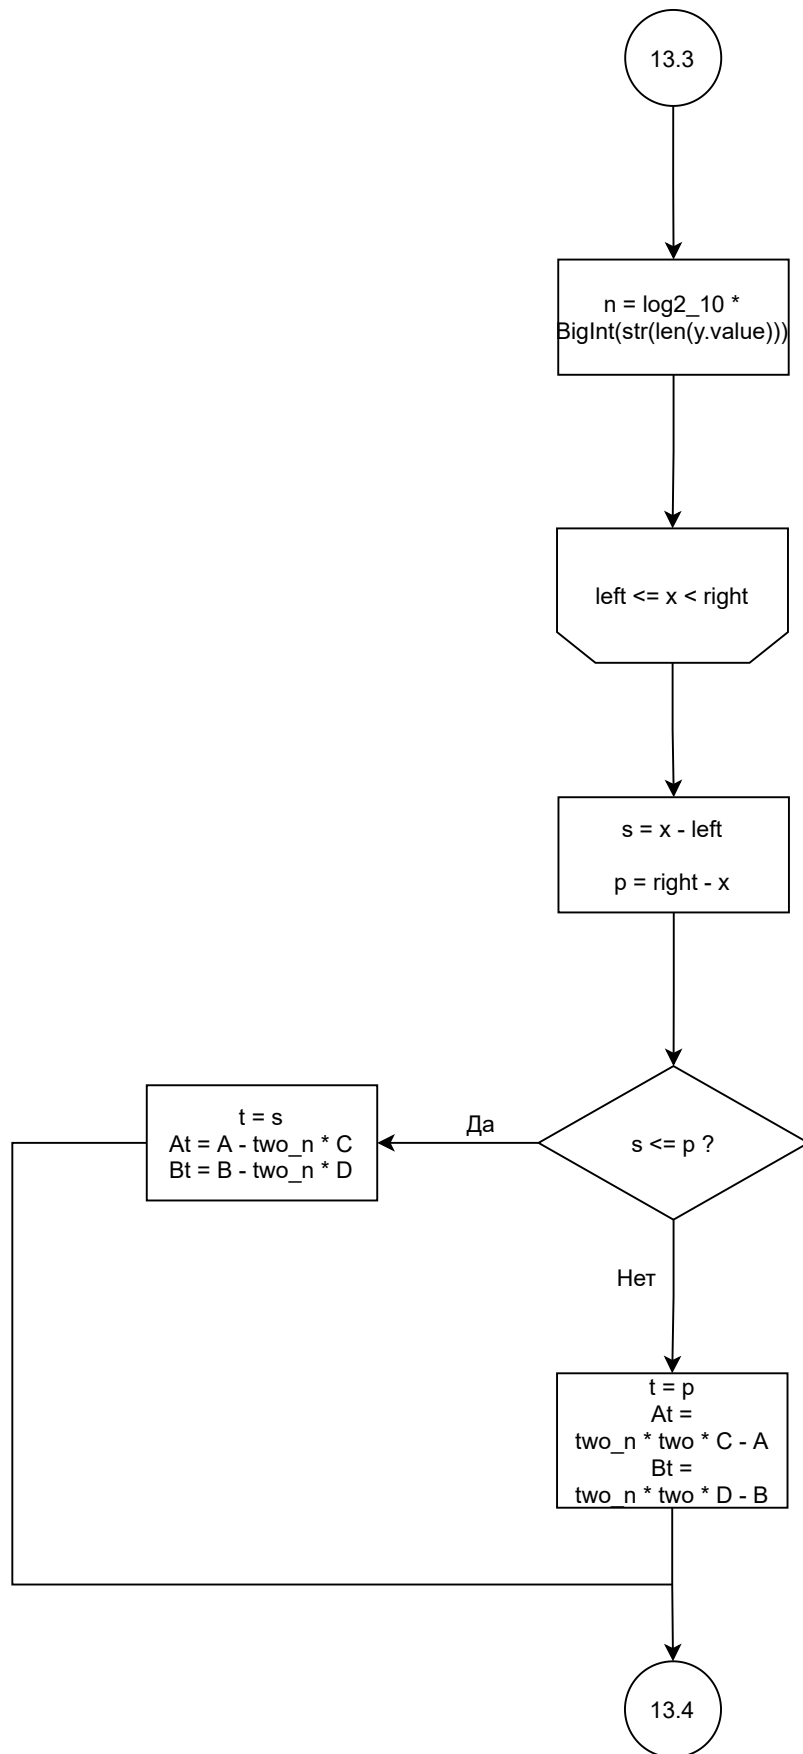 13.3
n = log2_10 *
BigInt(str(len(y.value)))
left <= x < right
s = x - left
p = right - x
s <= p ?
Да
t = s
At = A - two_n * C
Bt = B - two_n * D
Нет
t = p
At =
two_n * two * C - A
Bt =
two_n * two * D - B
13.4